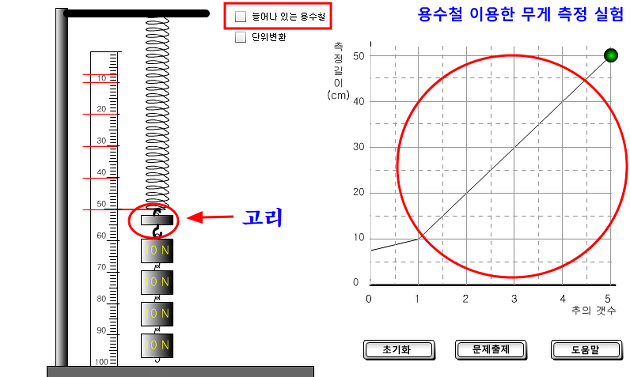 늘어나 있는 용수철
단위변환
용수철 이용한 무게 측정 실험
측정길이
(cm)
50
40
30
20
10
0
0 1 2 3 4 5
추의 갯수
10
20
30
40
50
60
70
80
90
100
고리
10 N
10 N
10 N
10 N
초기화 문제출제 도움말